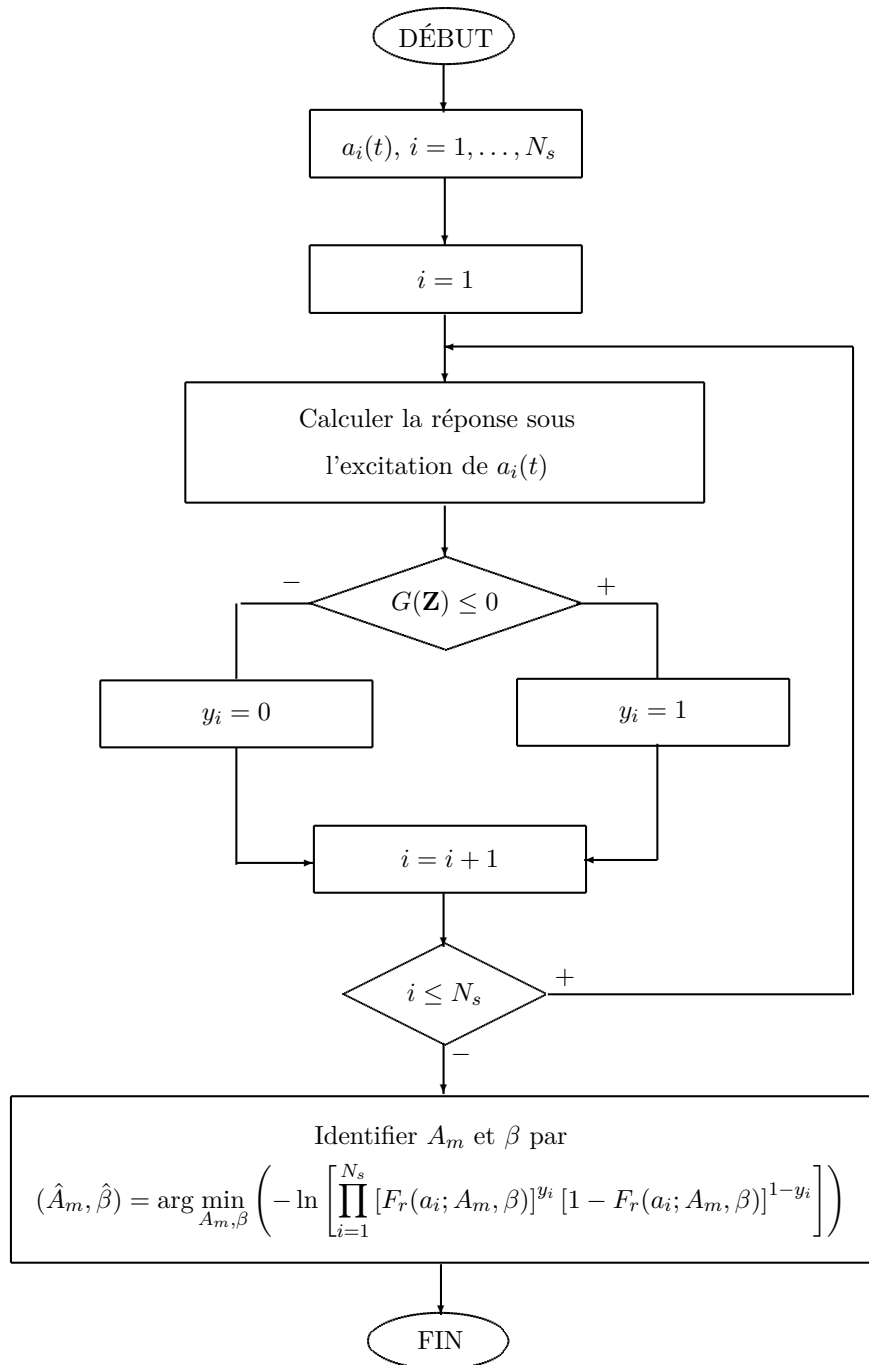 DÉBUT
a_i(t), i = 1, . . . , N_s
i = 1
Calculer la réponse sous
l'excitation de a_i(t)
−
G(Z) ≤ 0
+
y_i = 0
y_i = 1
i = i + 1
i ≤ N_s
+
−
Identifier A_m et β par
(Â_m, β̂) = arg min_{A_m,β} ( − ln [ ∏_{i=1}^{N_s} [F_r(a_i; A_m, β)]^{y_i} [1 − F_r(a_i; A_m, β)]^{1−y_i} ] )
FIN